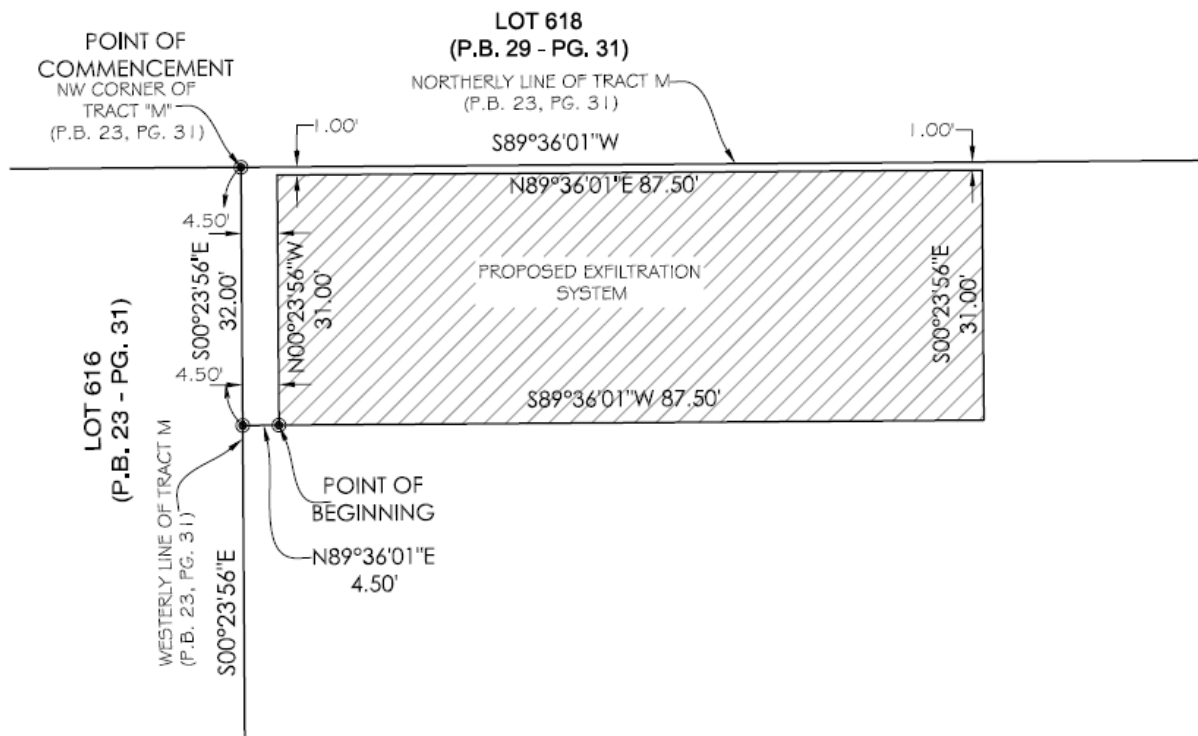 LOT 618
(P.B. 29 - PG. 31)
POINT OF
COMMENCEMENT
NW CORNER OF
TRACT "M"
(P.B. 23, PG. 31)
NORTHERLY LINE OF TRACT M
(P.B. 23, PG. 31)
1.00'
S89°36'01"W
1.00'
N89°36'01"E 87.50'
4.50'
S00°23'56"E
32.00'
N00°23'56"W
31.00'
PROPOSED EXFILTRATION
SYSTEM
S00°23'56"E
31.00'
LOT 616
(P.B. 23 - PG. 31)
4.50'
S89°36'01"W 87.50'
WESTERLY LINE OF TRACT M
(P.B. 23, PG. 31)
S00°23'56"E
POINT OF
BEGINNING
N89°36'01"E
4.50'